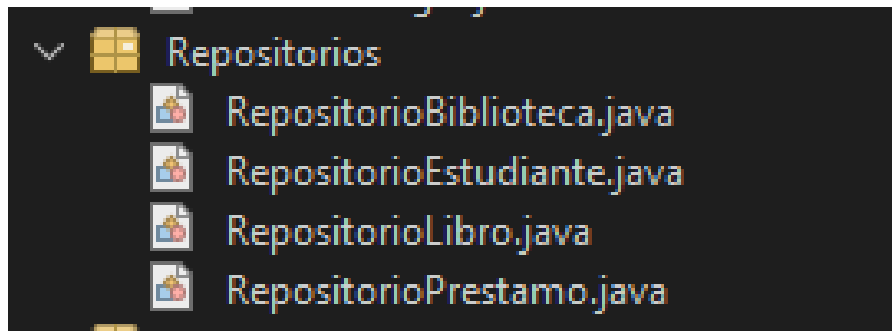 Repositorios
RepositorioBiblioteca.java
RepositorioEstudiante.java
RepositorioLibro.java
RepositorioPrestamo.java